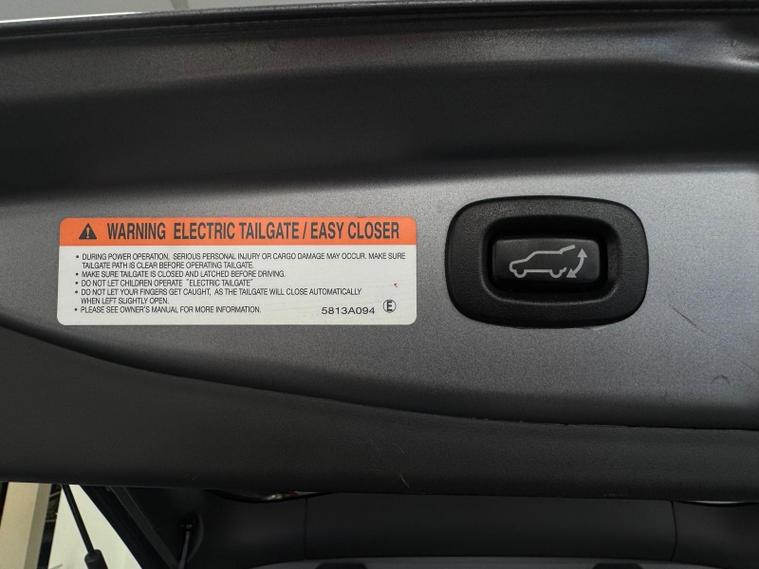 WARNING ELECTRIC TAILGATE / EASY CLOSER
• DURING POWER OPERATION, SERIOUS PERSONAL INJURY OR CARGO DAMAGE MAY OCCUR. MAKE SURE
TAILGATE PATH IS CLEAR BEFORE OPERATING TAILGATE.
• MAKE SURE TAILGATE IS CLOSED AND LATCHED BEFORE DRIVING.
• DO NOT LET CHILDREN OPERATE "ELECTRIC TAILGATE"
• DO NOT LET YOUR FINGERS GET CAUGHT, AS THE TAILGATE WILL CLOSE AUTOMATICALLY
WHEN LEFT SLIGHTLY OPEN.
• PLEASE SEE OWNER'S MANUAL FOR MORE INFORMATION.
5813A094 Ⓔ